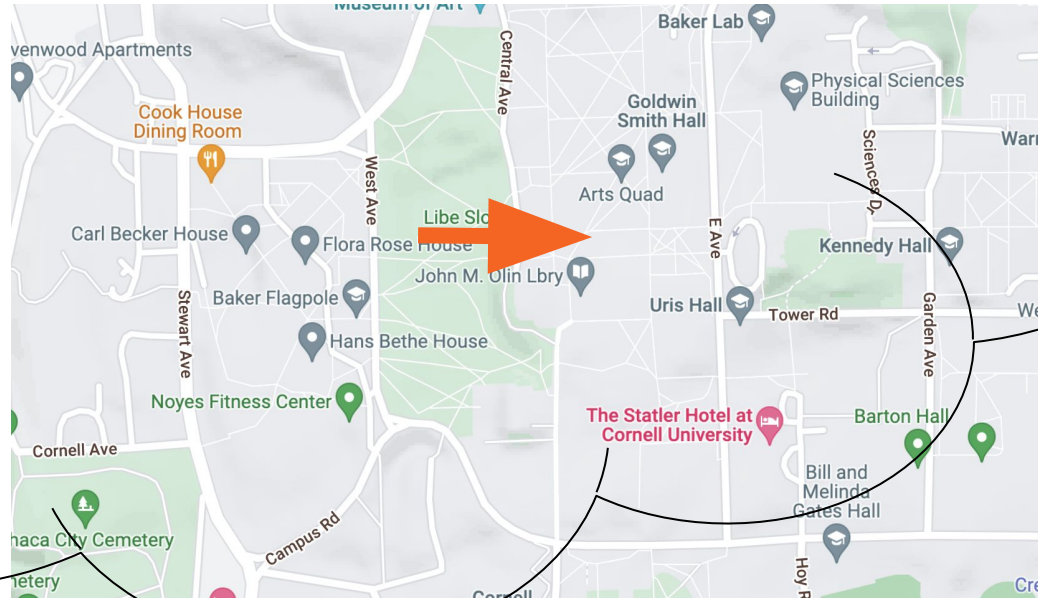 Museum of Art
Baker Lab
venwood Apartments
Central Ave
Physical Sciences
Building
Cook House
Dining Room
Goldwin
Smith Hall
Sciences Dr
Warr
West Ave
Arts Quad
Libe Slo
Carl Becker House
Flora Rose House
E Ave
Kennedy Hall
John M. Olin Lbry
Baker Flagpole
Uris Hall
Tower Rd
We
Stewart Ave
Garden Ave
Hans Bethe House
Noyes Fitness Center
The Statler Hotel at
Cornell University
Barton Hall
Cornell Ave
Bill and
Melinda
Gates Hall
haca City Cemetery
Campus Rd
netery
Hoy R
Cornell
Cre